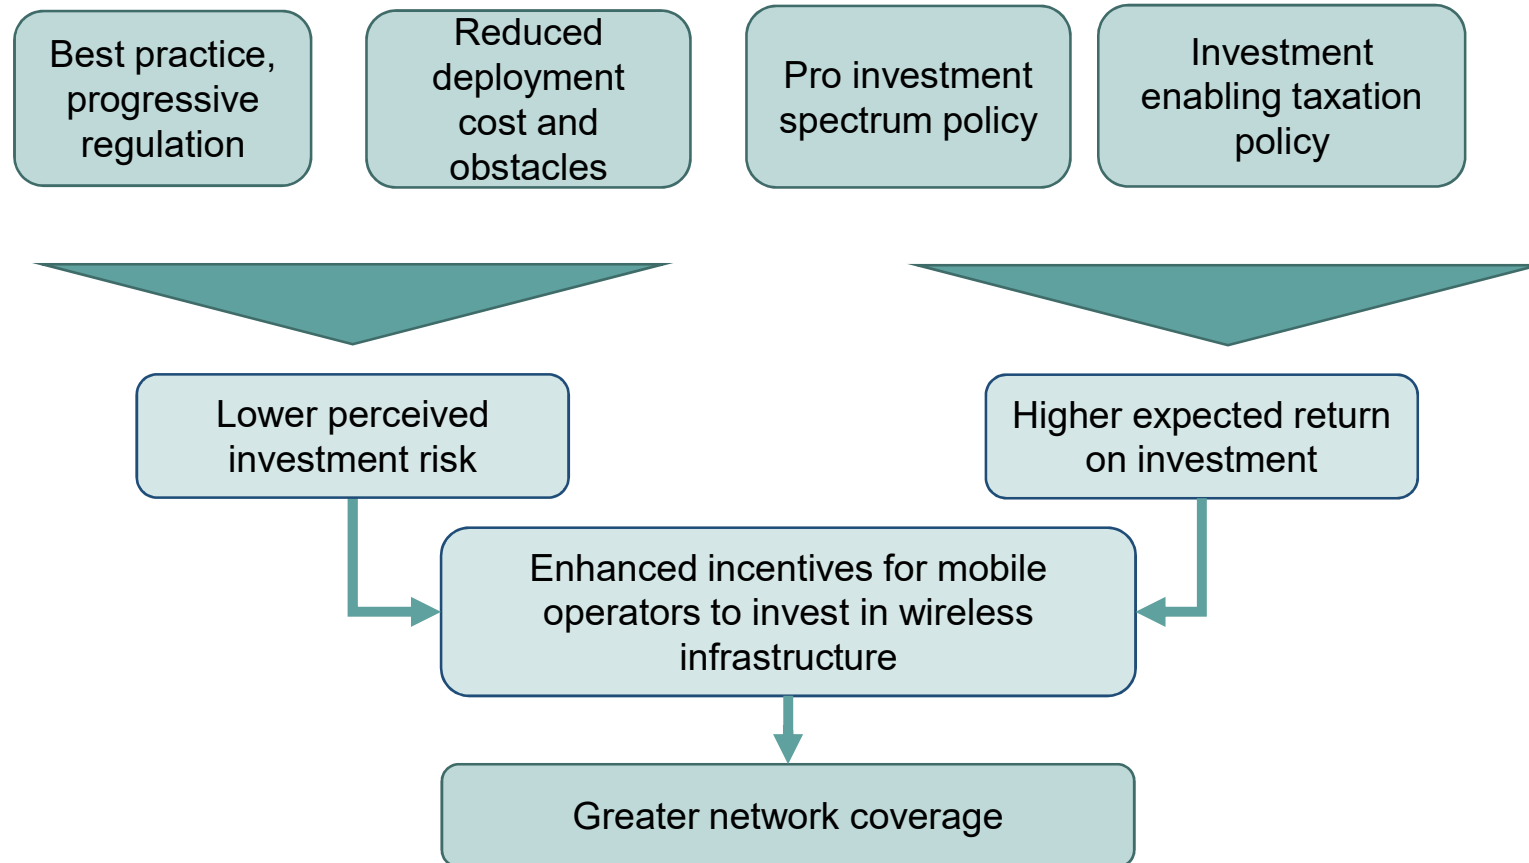 Best practice,
progressive
regulation
Reduced
deployment
cost and
obstacles
Pro investment
spectrum policy
Investment
enabling taxation
policy
Lower perceived
investment risk
Higher expected return
on investment
Enhanced incentives for mobile
operators to invest in wireless
infrastructure
Greater network coverage